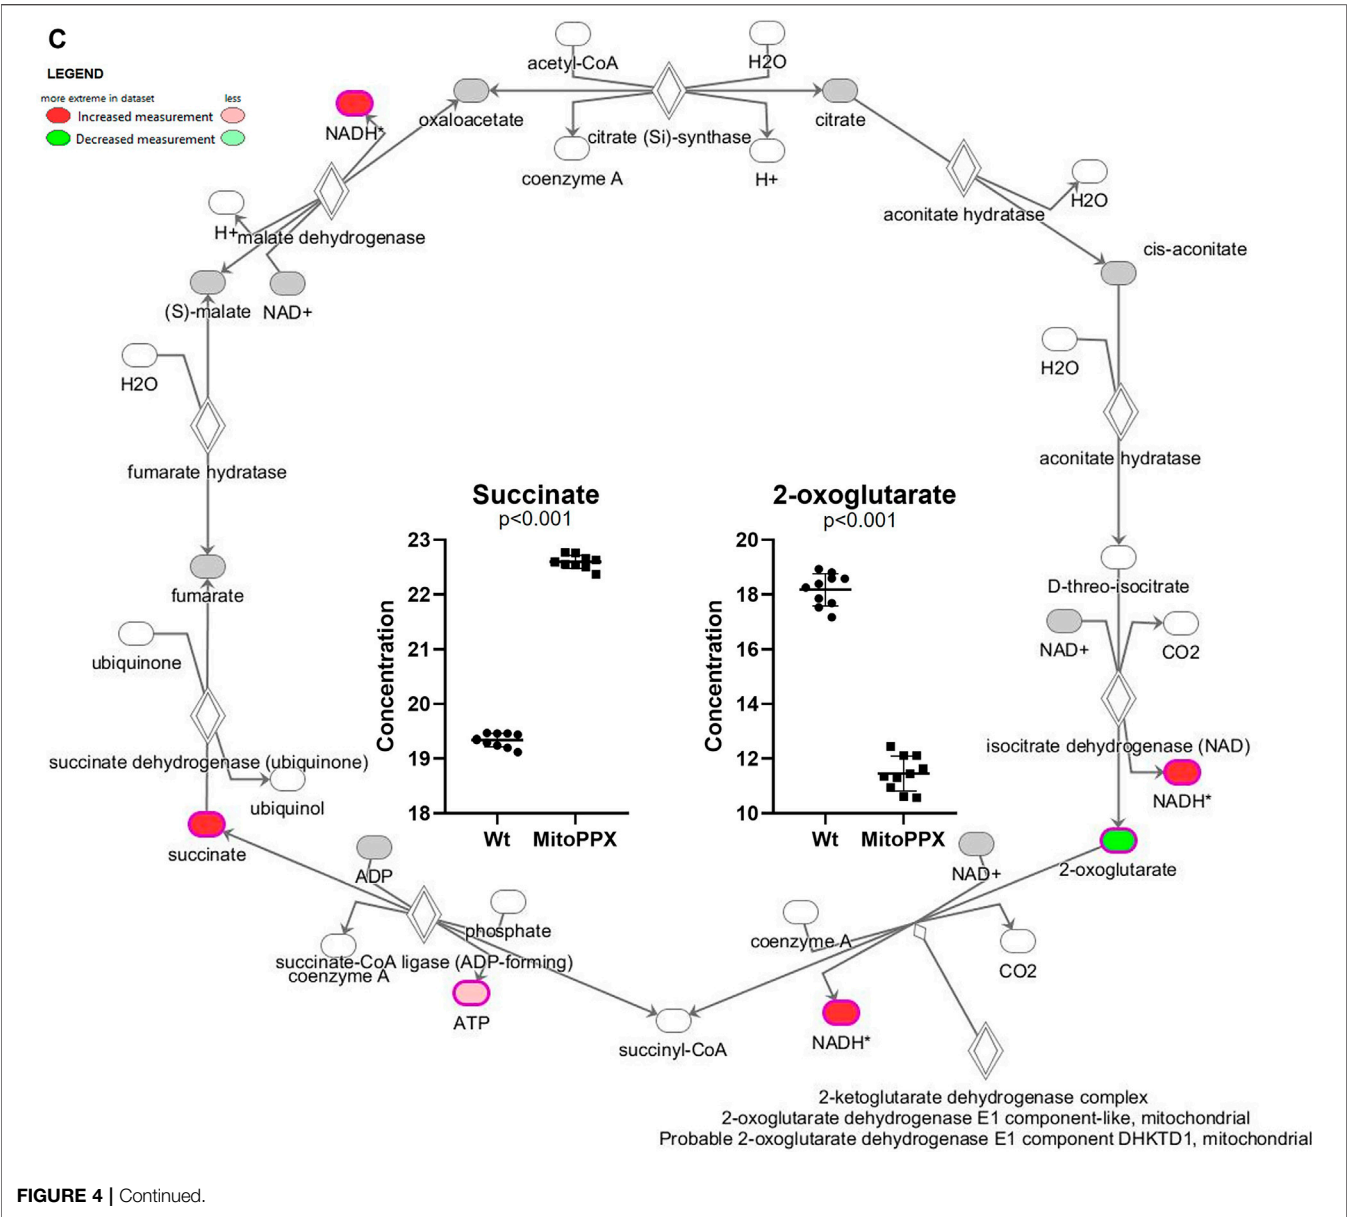 C
LEGEND
more extreme in dataset less
Increased measurement
Decreased measurement
acetyl-CoA
H2O
NADH*
oxaloacetate
citrate (Si)-synthase
citrate
coenzyme A
H+
aconitate hydratase
H2O
H+
malate dehydrogenase
cis-aconitate
(S)-malate
NAD+
H2O
H2O
fumarate hydratase
aconitate hydratase
Succinate
p<0.001
23
22
21
20
19
18
Concentration
Wt MitoPPX
2-oxoglutarate
p<0.001
20
18
16
14
12
10
Concentration
Wt MitoPPX
fumarate
D-threo-isocitrate
ubiquinone
NAD+
CO2
succinate dehydrogenase (ubiquinone)
isocitrate dehydrogenase (NAD)
ubiquinol
NADH*
succinate
ADP
NAD+
2-oxoglutarate
phosphate
coenzyme A
succinate-CoA ligase (ADP-forming)
coenzyme A
CO2
ATP
succinyl-CoA
NADH*
2-ketoglutarate dehydrogenase complex
2-oxoglutarate dehydrogenase E1 component-like, mitochondrial
Probable 2-oxoglutarate dehydrogenase E1 component DHKTD1, mitochondrial
FIGURE 4 | Continued.